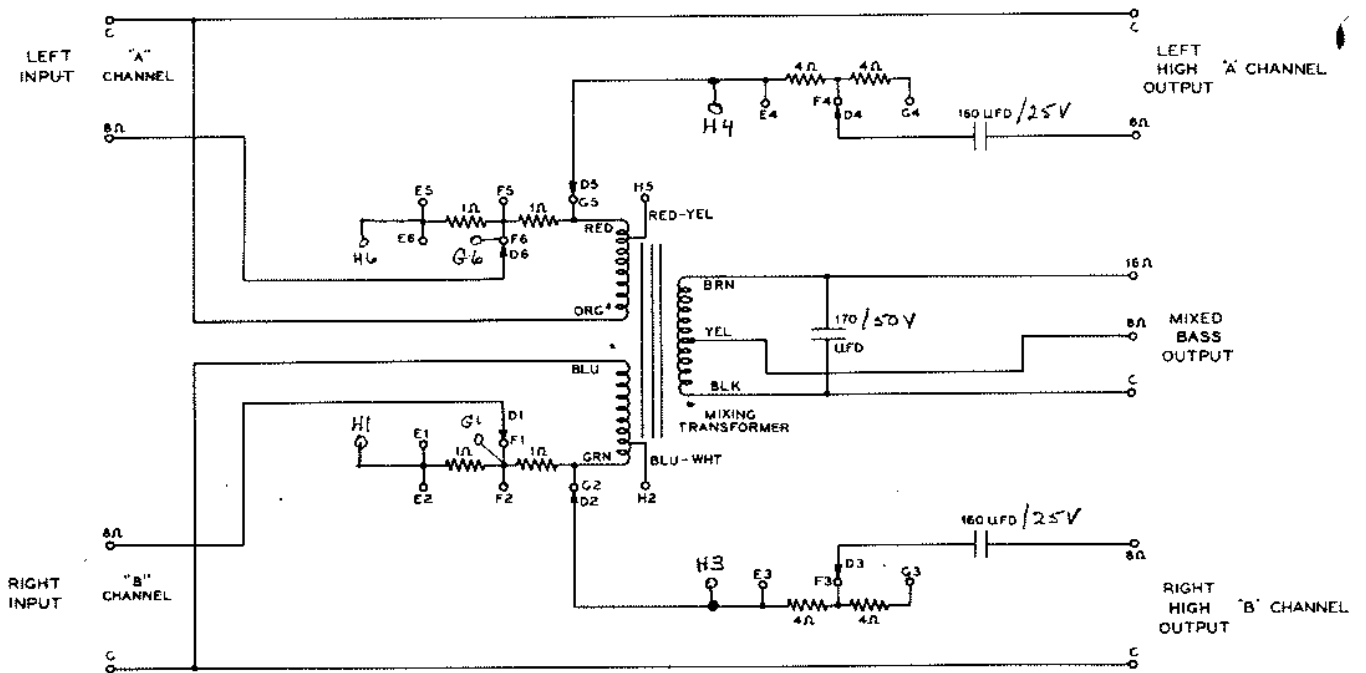 C
C
LEFT
INPUT
"A"
CHANNEL
LEFT
HIGH
OUTPUT
"A" CHANNEL
4Ω
4Ω
H4
E4
F4
D4
G4
160 UFD/25V
8Ω
8Ω
E5
F5
D5
G5
H5
1Ω
1Ω
RED
RED-YEL
H6
E6
G6
F6
D6
ORG
BRN
16Ω
YEL
170/50V
UFD
8Ω
MIXED
BASS
OUTPUT
BLU
BLK
C
MIXING
TRANSFORMER
H1
E1
G1
D1
F1
1Ω
1Ω
GRN
BLU-WHT
E2
F2
G2
D2
H2
160 UFD/25V
8Ω
8Ω
H3
E3
F3
D3
G3
4Ω
4Ω
RIGHT
INPUT
"B"
CHANNEL
RIGHT
HIGH
OUTPUT
"B" CHANNEL
C
C